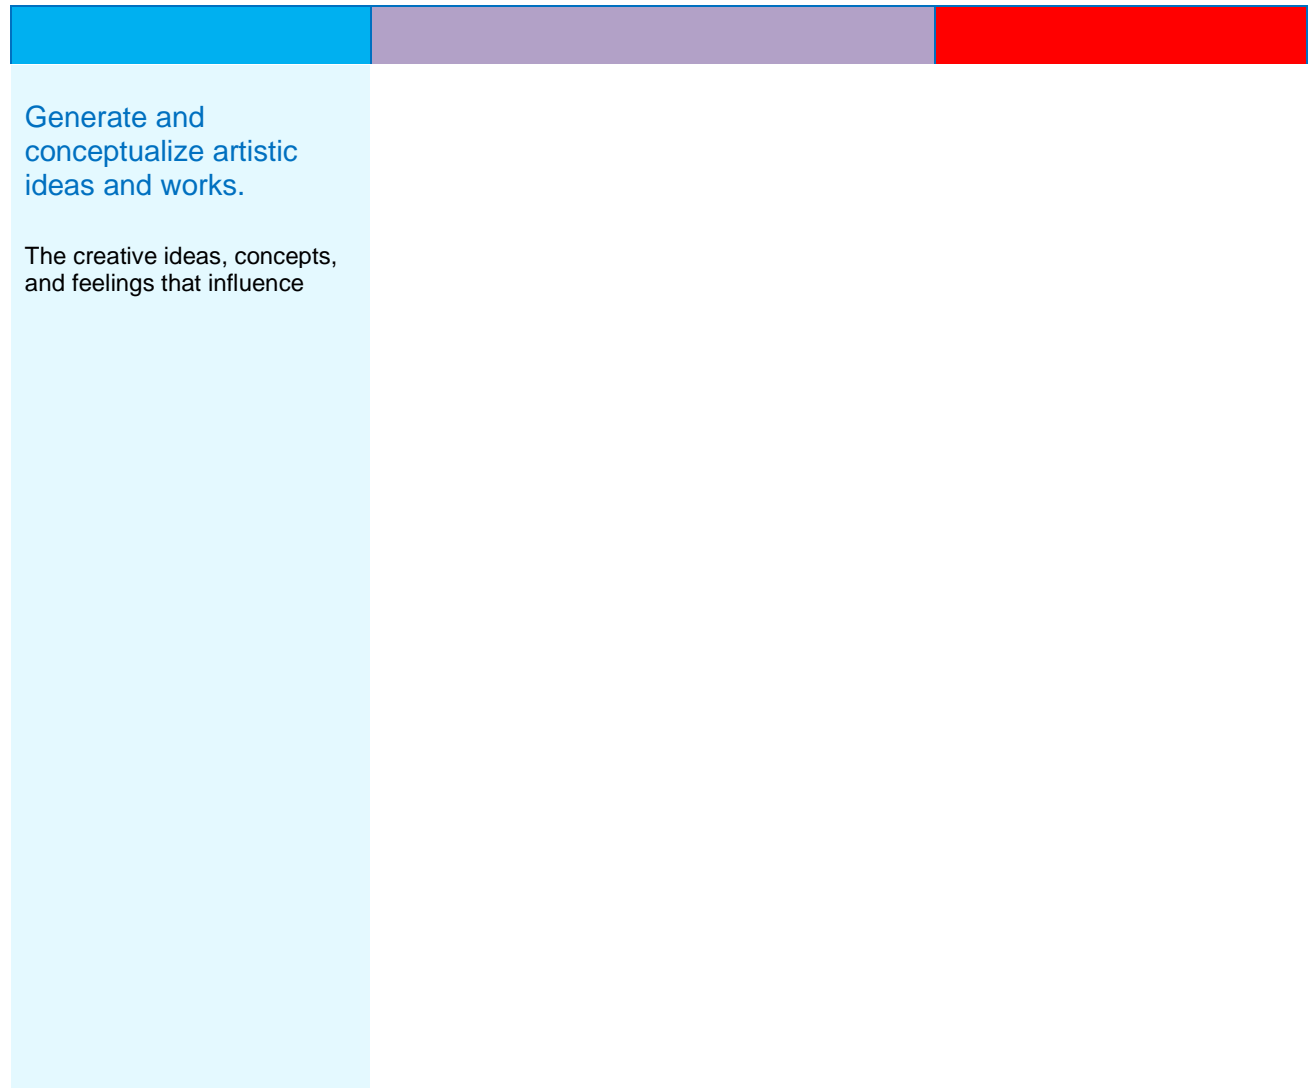 Generate and
conceptualize artistic
ideas and works.
The creative ideas, concepts,
and feelings that influence